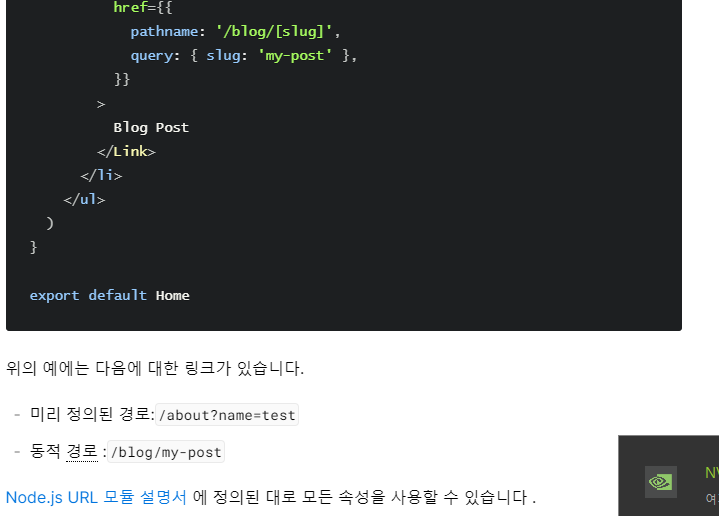 href={{
pathname: '/blog/[slug]',
query: { slug: 'my-post' },
}}
>
Blog Post
</Link>
</li>
</ul>
)
}
export default Home
위의 예에는 다음에 대한 링크가 있습니다.
- 미리 정의된 경로:/about?name=test
- 동적 경로 :/blog/my-post
Node.js URL 모듈 설명서 에 정의된 대로 모든 속성을 사용할 수 있습니다 .